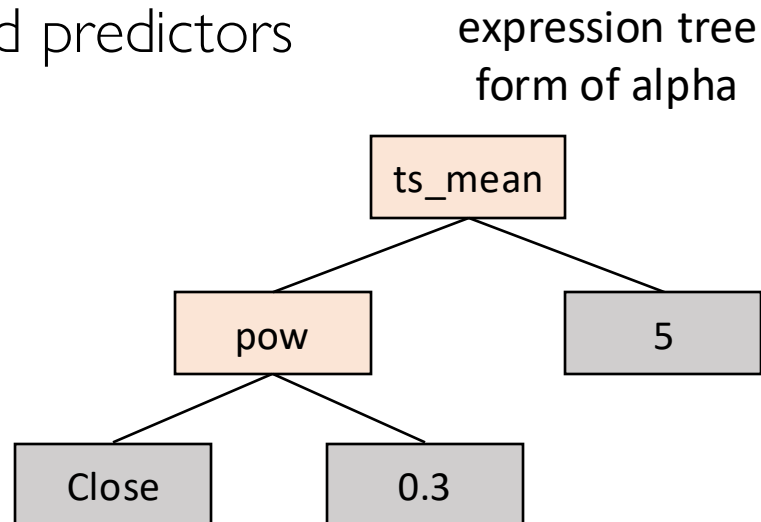 d predictors
expression tree
form of alpha
ts_mean
pow
5
Close
0.3